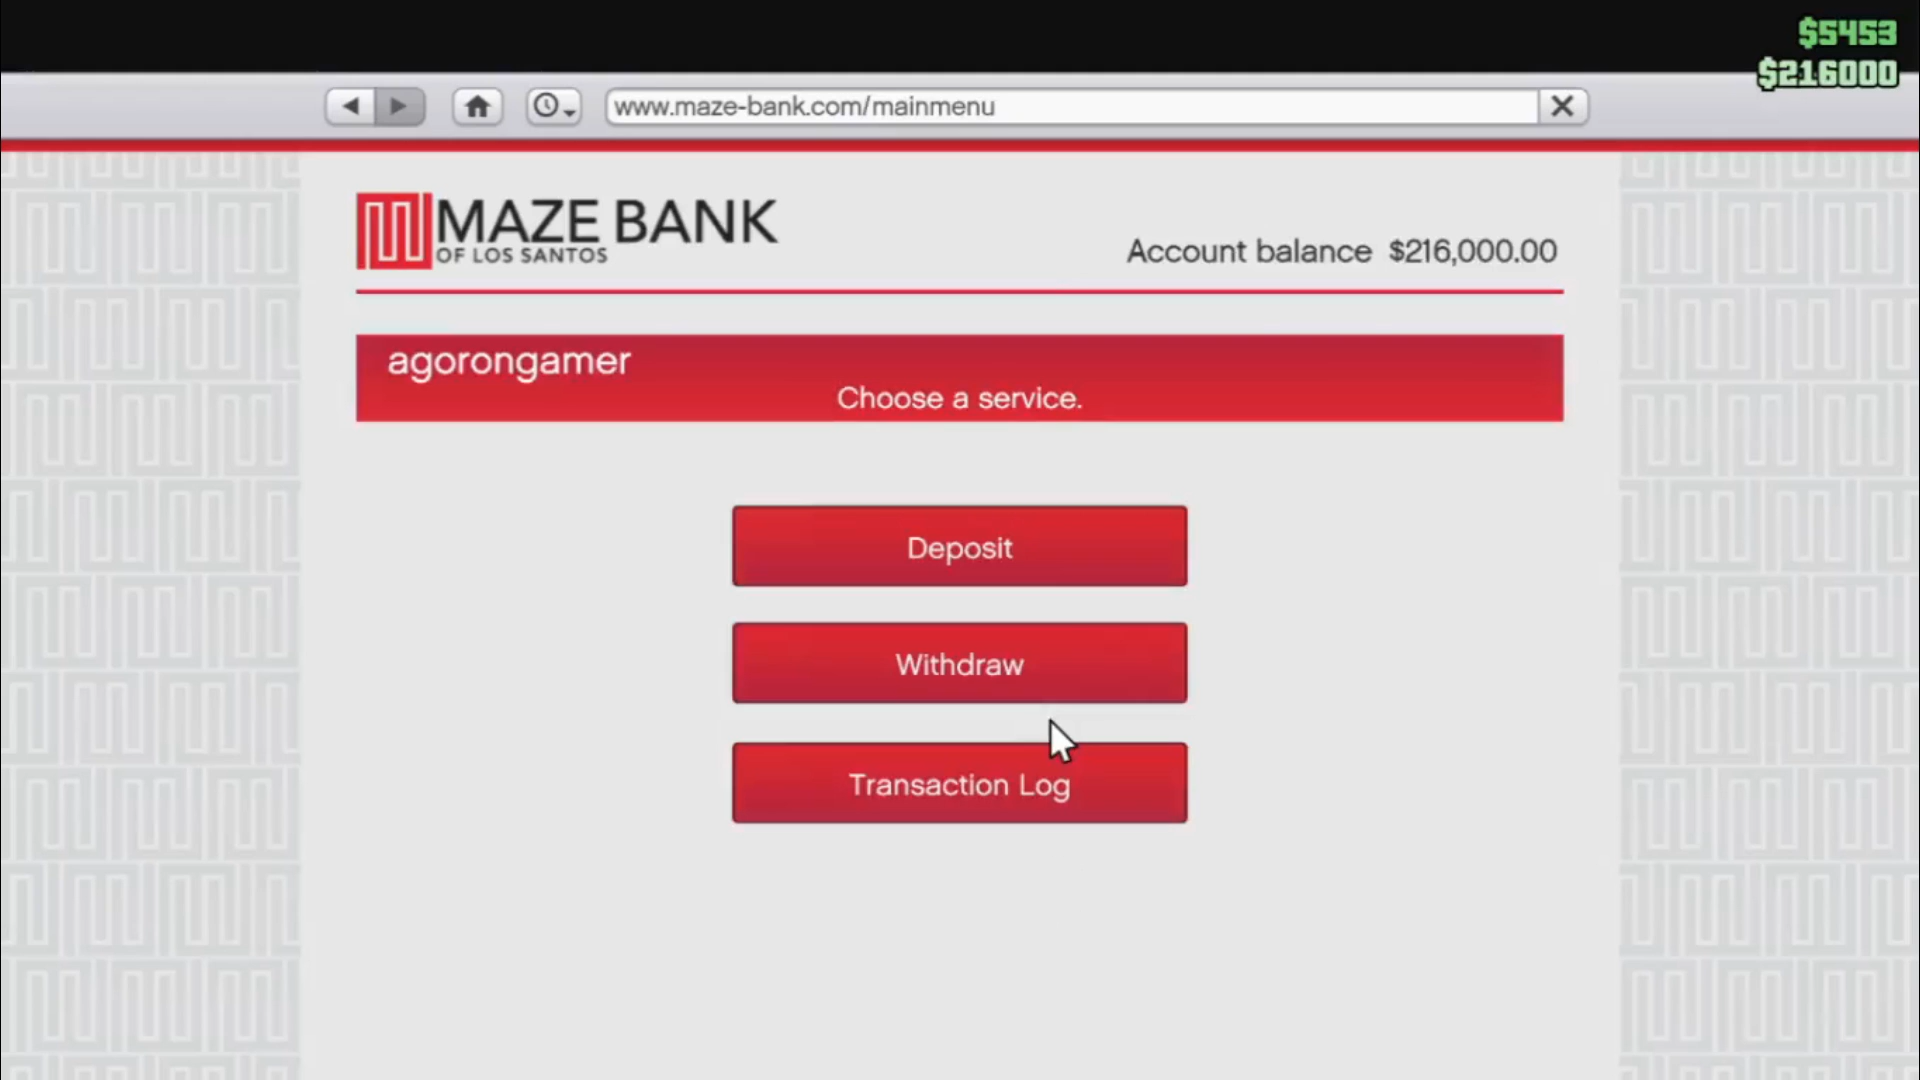 $5453
$216000
www.maze-bank.com/mainmenu
MAZE BANK
OF LOS SANTOS
Account balance $216,000.00
agorongamer
Choose a service.
Deposit
Withdraw
Transaction Log